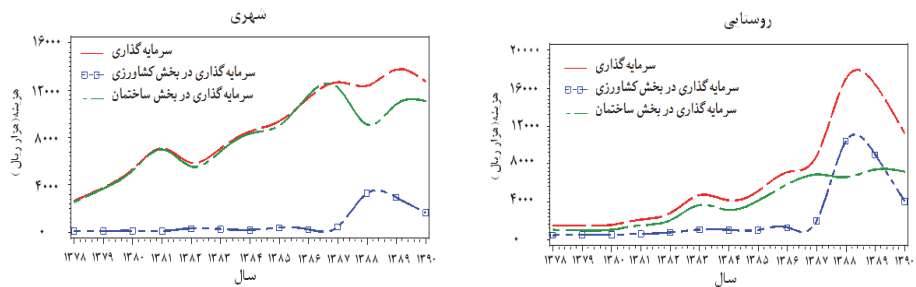 روستایی
۲۰۰۰۰
۱۶۰۰۰
۱۲۰۰۰
۸۰۰۰
۴۰۰۰
۰
هزینه(هزار ریال)
سرمایه گذاری
سرمایه گذاری در بخش کشاورزی
سرمایه گذاری در بخش ساختمان
۱۳۷۸ ۱۳۷۹ ۱۳۸۰ ۱۳۸۱ ۱۳۸۲ ۱۳۸۳ ۱۳۸۴ ۱۳۸۵ ۱۳۸۶ ۱۳۸۷ ۱۳۸۸ ۱۳۸۹ ۱۳۹۰
سال
شهری
۱۶۰۰۰
۱۲۰۰۰
۸۰۰۰
۴۰۰۰
۰
هزینه(هزار ریال)
سرمایه گذاری
سرمایه گذاری در بخش کشاورزی
سرمایه گذاری در بخش ساختمان
۱۳۷۸ ۱۳۷۹ ۱۳۸۰ ۱۳۸۱ ۱۳۸۲ ۱۳۸۳ ۱۳۸۴ ۱۳۸۵ ۱۳۸۶ ۱۳۸۷ ۱۳۸۸ ۱۳۸۹ ۱۳۹۰
سال